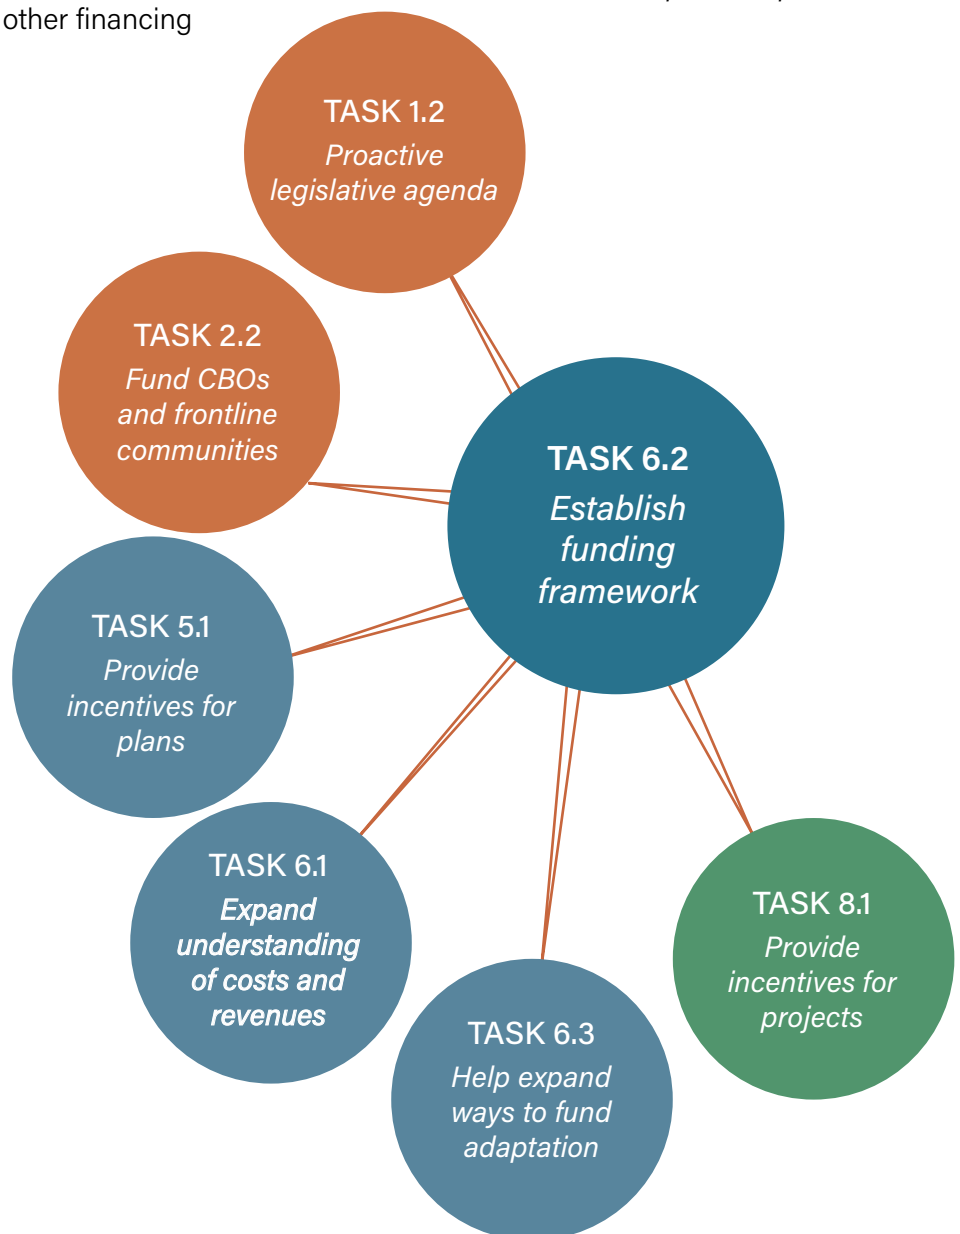 other financing
TASK 1.2
Proactive
legislative agenda
TASK 2.2
Fund CBOs
and frontline
communities
TASK 6.2
Establish
funding
framework
TASK 5.1
Provide
incentives for
plans
TASK 6.1
Expand
understanding
of costs and
revenues
TASK 8.1
Provide
incentives for
projects
TASK 6.3
Help expand
ways to fund
adaptation